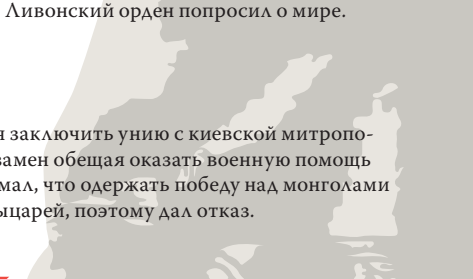 Ливонский орден попросил о мире.
я заключить унию с киевской митропо-
замен обещая оказать военную помощь
мал, что одержать победу над монголами
ыцарей, поэтому дал отказ.